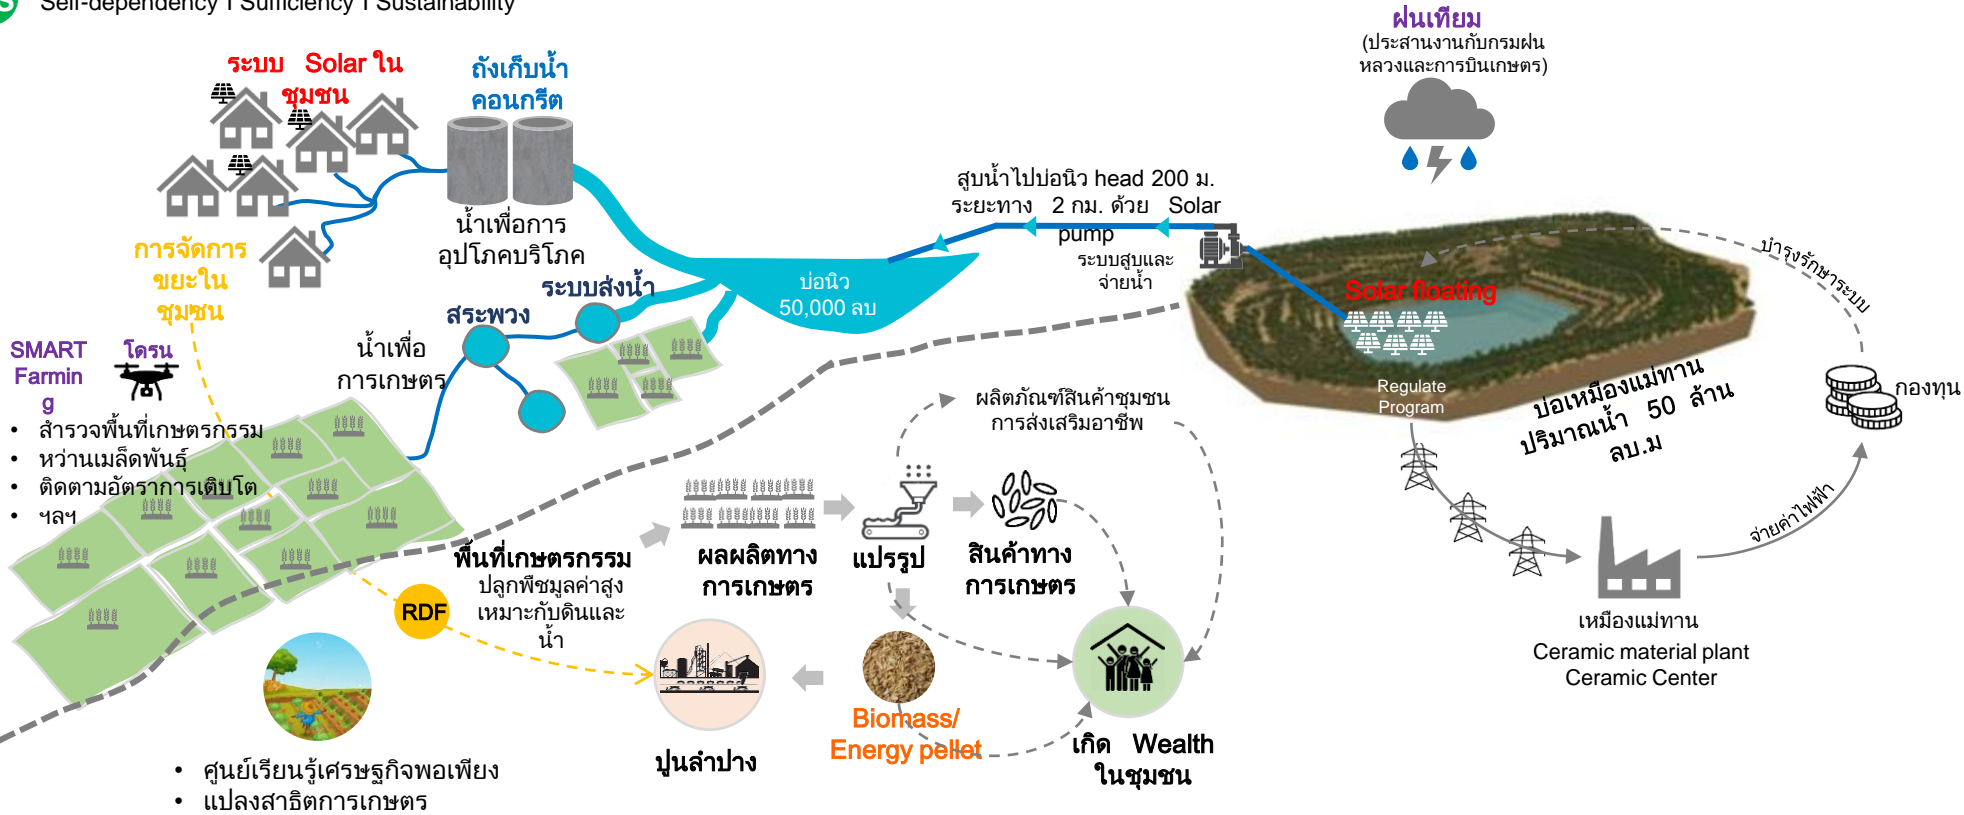 Self-dependency I Sufficiency I Sustainability
ฝนเทียม
(ประสานงานกับกรมฝน
หลวงและการบินเกษตร)
ระบบ Solar ใน
ชุมชน
ถังเก็บน้ำ
คอนกรีต
น้ำเพื่อการ
อุปโภคบริโภค
สูบน้ำไปบ่อนิว head 200 ม.
ระยะทาง 2 กม. ด้วย Solar
pump
ระบบสูบและ
จ่ายน้ำ
การจัดการ
ขยะใน
ชุมชน
ระบบส่งน้ำ
สระพวง
บ่อนิว
50,000 ลบ
น้ำเพื่อ
การเกษตร
Solar floating
บำรุงรักษาระบบ
SMART
Farmin
g
โดรน
• สำรวจพื้นที่เกษตรกรรม
• หว่านเมล็ดพันธุ์
• ติดตามอัตราการเติบโต
• ฯลฯ
Regulate
Program
บ่อเหมืองแม่ทาน
ปริมาณน้ำ 50 ล้าน
ลบ.ม
กองทุน
ผลิตภัณฑ์สินค้าชุมชน
การส่งเสริมอาชีพ
จ่ายค่าไฟฟ้า
พื้นที่เกษตรกรรม
ปลูกพืชมูลค่าสูง
เหมาะกับดินและ
น้ำ
ผลผลิตทาง
การเกษตร
แปรรูป
สินค้าทาง
การเกษตร
RDF
เหมืองแม่ทาน
Ceramic material plant
Ceramic Center
ปูนลำปาง
Biomass/
Energy pellet
เกิด Wealth
ในชุมชน
• ศูนย์เรียนรู้เศรษฐกิจพอเพียง
• แปลงสาธิตการเกษตร